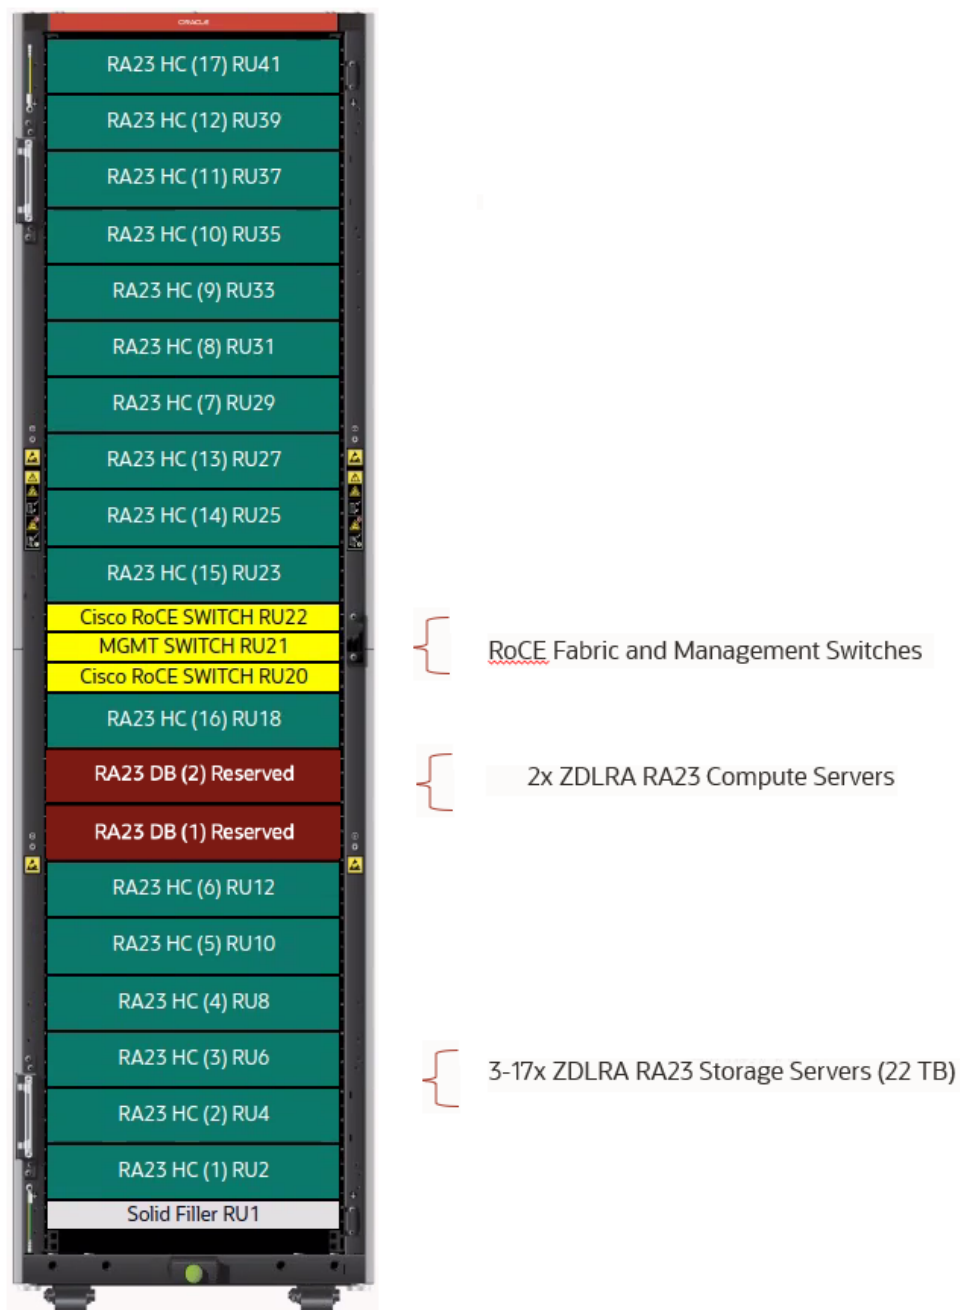 ORACLE
RA23 HC (17) RU41
RA23 HC (12) RU39
RA23 HC (11) RU37
RA23 HC (10) RU35
RA23 HC (9) RU33
RA23 HC (8) RU31
RA23 HC (7) RU29
RA23 HC (13) RU27
RA23 HC (14) RU25
RA23 HC (15) RU23
Cisco RoCE SWITCH RU22
MGMT SWITCH RU21
Cisco RoCE SWITCH RU20
RoCE Fabric and Management Switches
RA23 HC (16) RU18
RA23 DB (2) Reserved
2x ZDLRA RA23 Compute Servers
RA23 DB (1) Reserved
RA23 HC (6) RU12
RA23 HC (5) RU10
RA23 HC (4) RU8
RA23 HC (3) RU6
3-17x ZDLRA RA23 Storage Servers (22 TB)
RA23 HC (2) RU4
RA23 HC (1) RU2
Solid Filler RU1